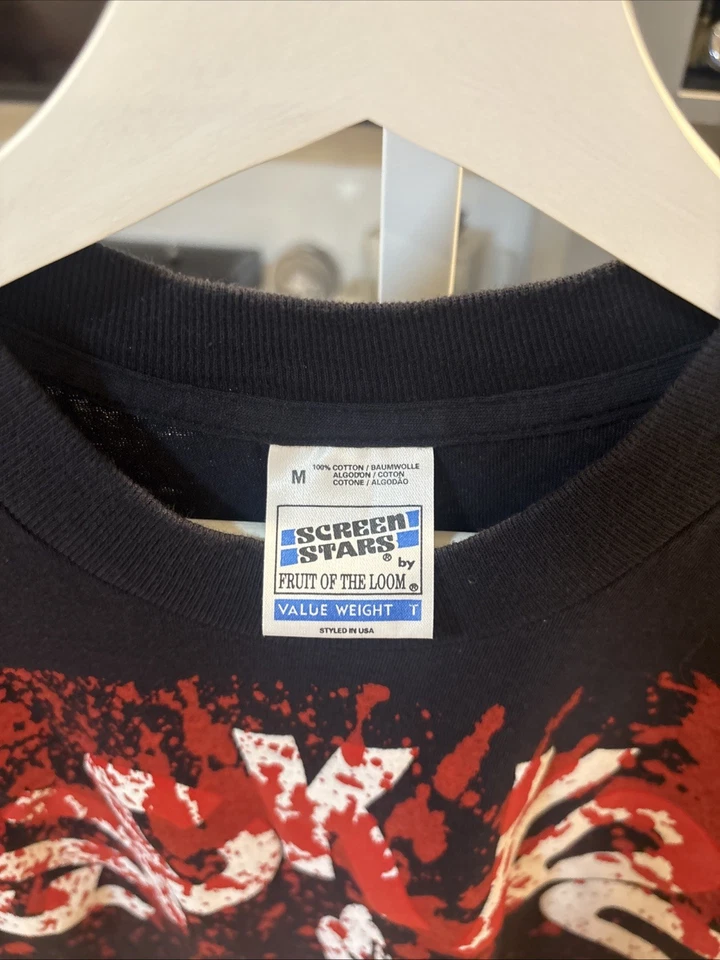 M
100% COTTON / BAUMWOLLE
ALGODON / COTON
COTONE / ALGODÃO
SCREEN
STARS® by
FRUIT OF THE LOOM®
VALUE WEIGHT T
STYLED IN USA